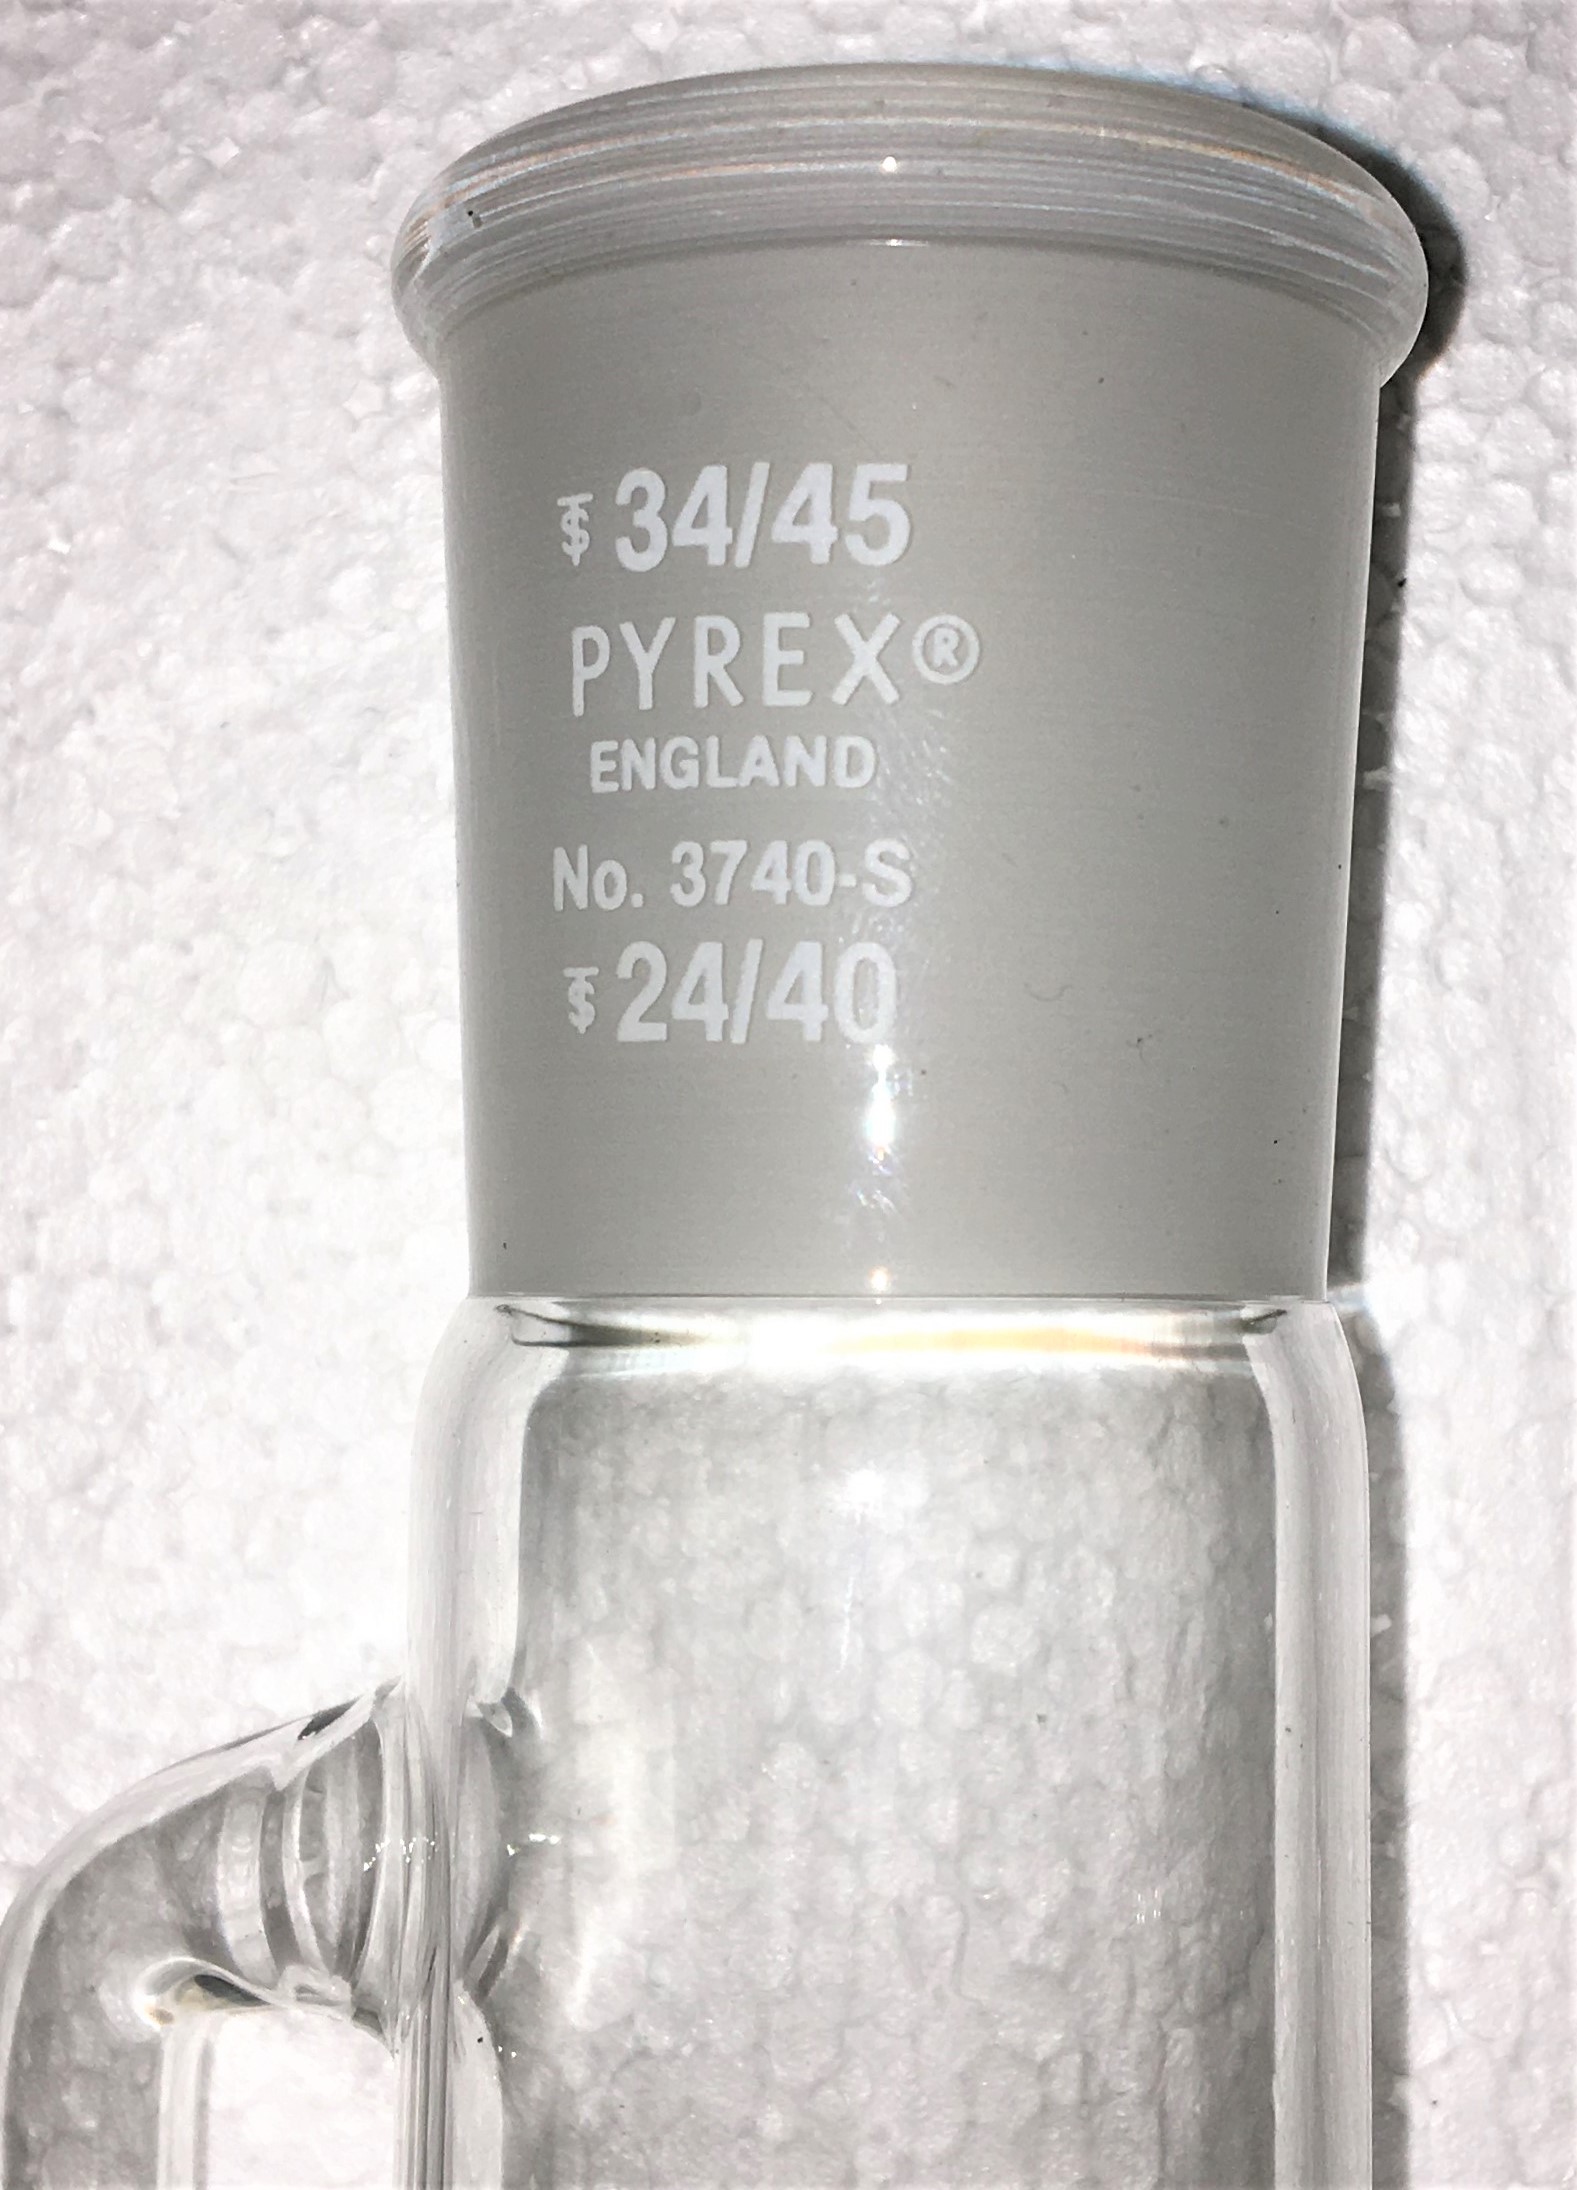 T$ 34/45
PYREX®
ENGLAND
No. 3740-S
T$ 24/40